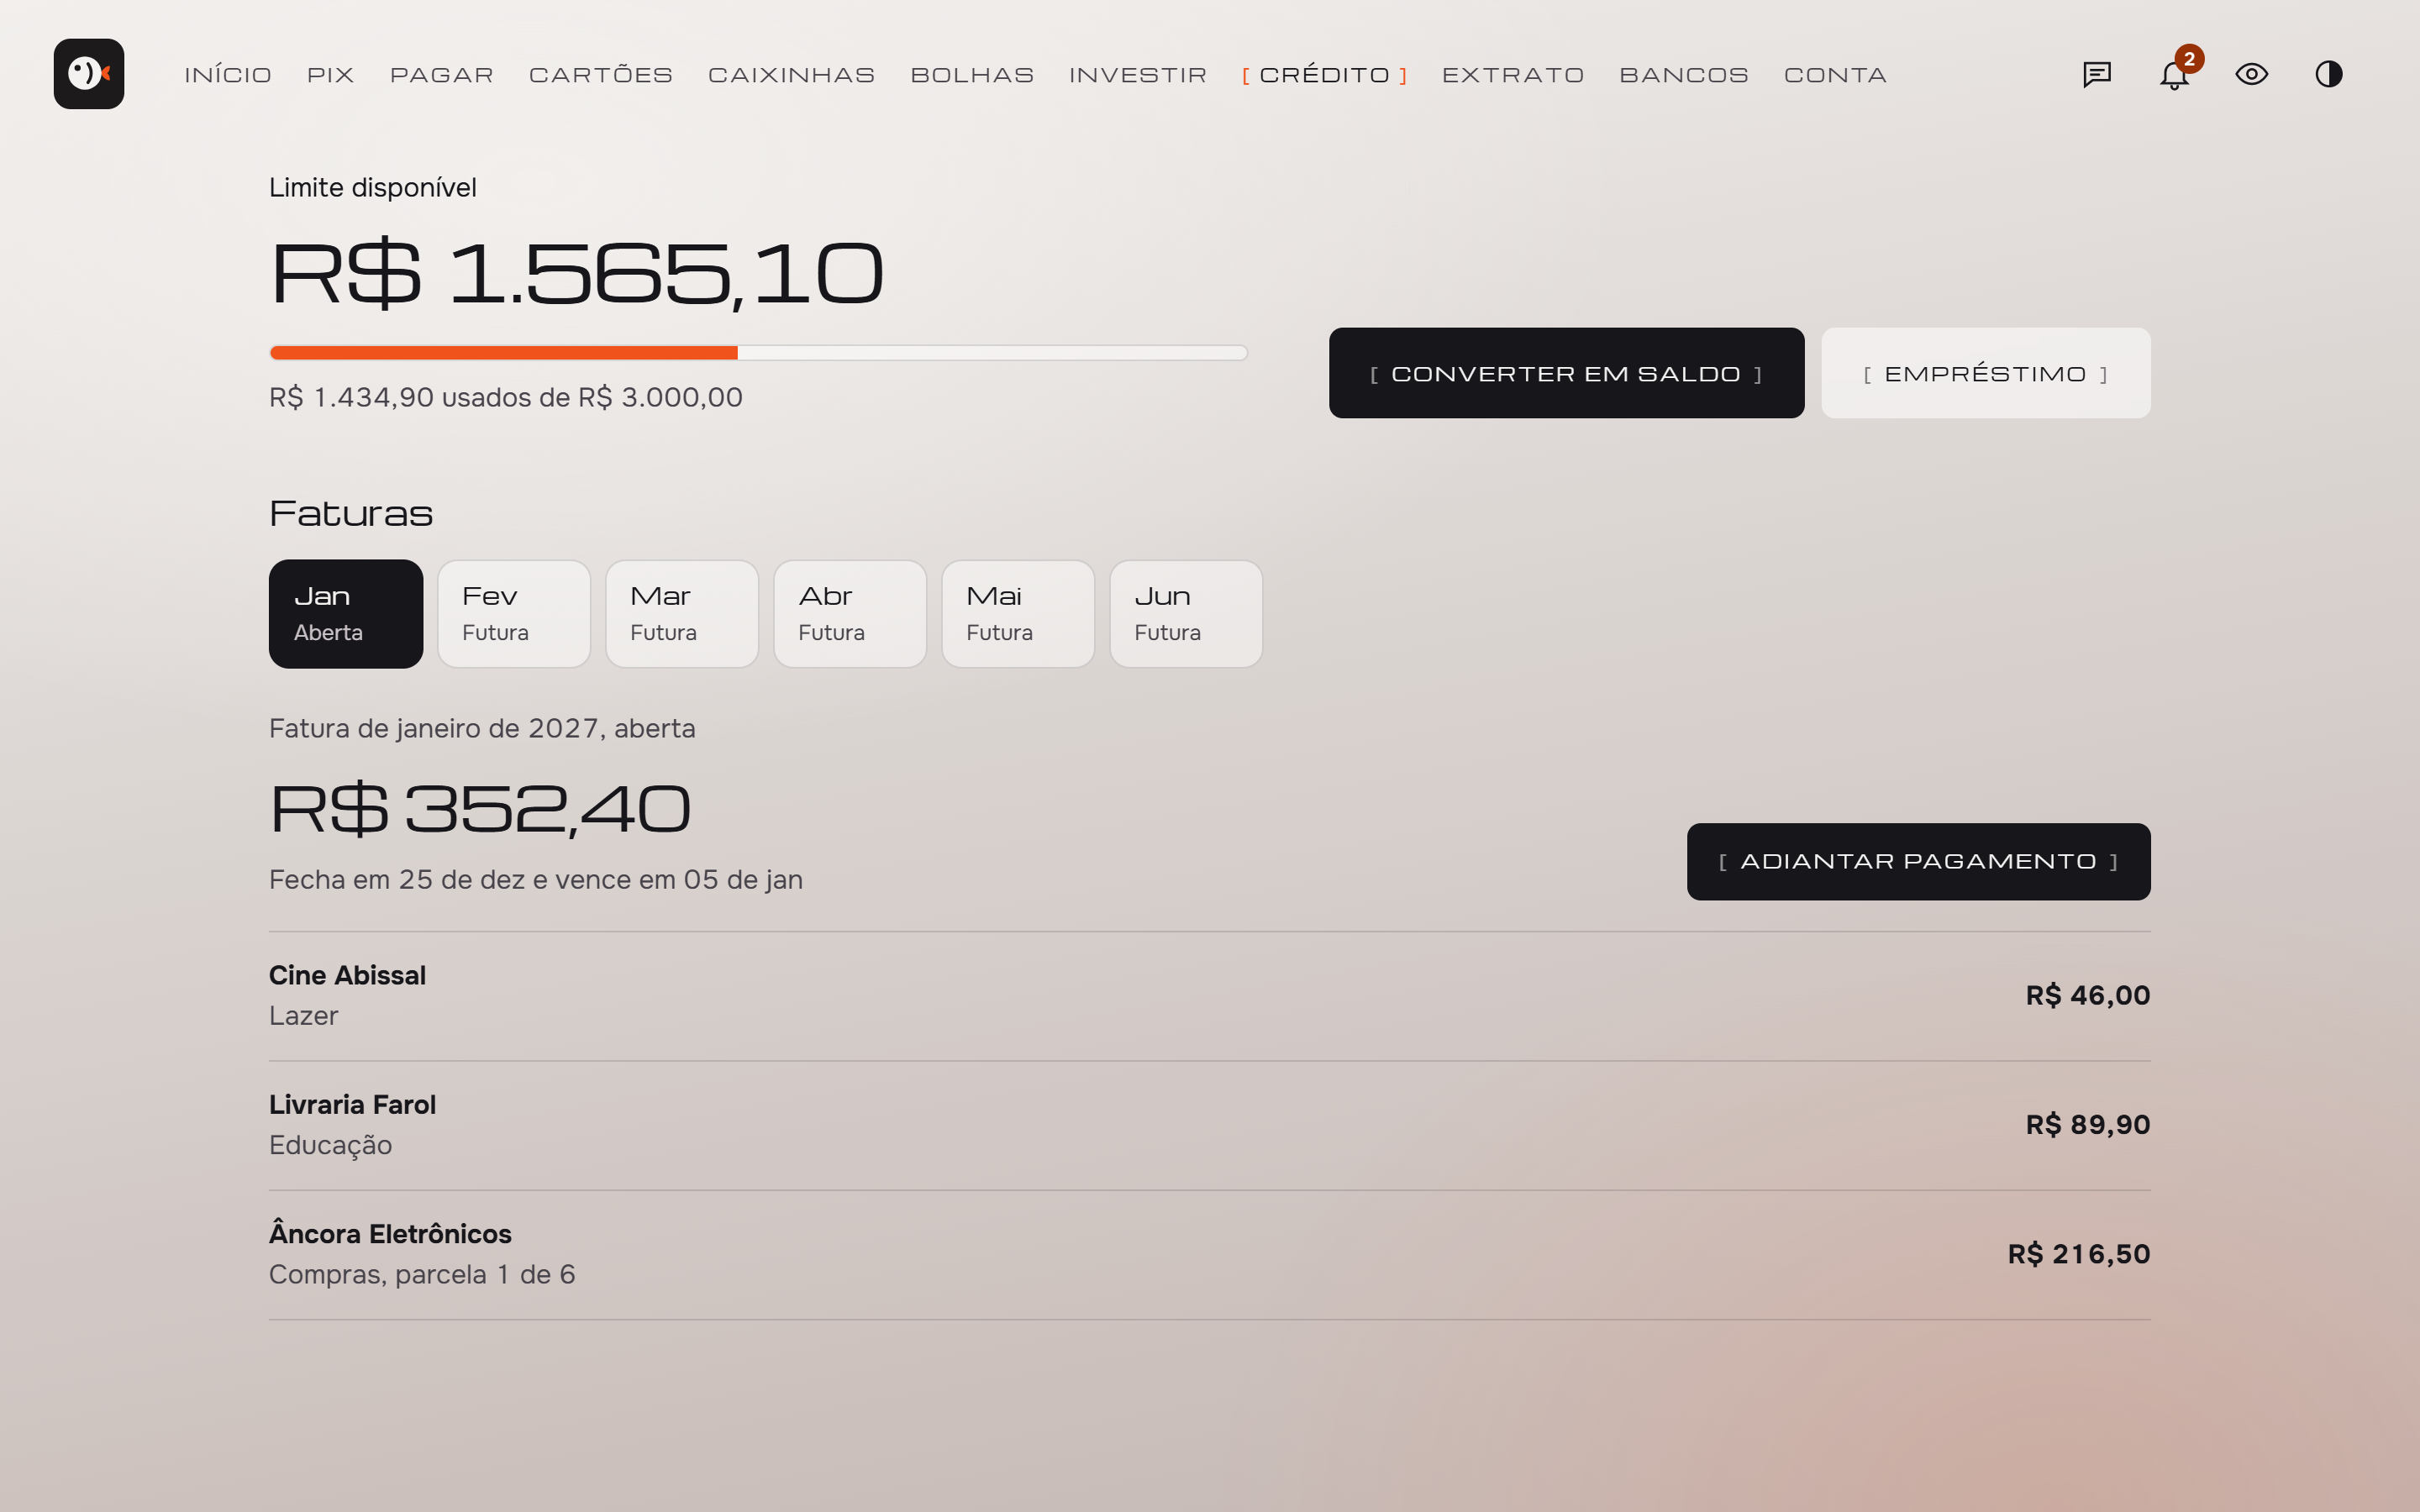 INÍCIO PIX PAGAR CARTÕES CAIXINHAS BOLHAS INVESTIR [ CRÉDITO ] EXTRATO BANCOS CONTA 2
Limite disponível
R$ 1.565,10
R$ 1.434,90 usados de R$ 3.000,00
[ CONVERTER EM SALDO ] [ EMPRÉSTIMO ]
Faturas
Jan Fev Mar Abr Mai Jun
Aberta Futura Futura Futura Futura Futura
Fatura de janeiro de 2027, aberta
R$ 352,40
Fecha em 25 de dez e vence em 05 de jan
[ ADIANTAR PAGAMENTO ]
Cine Abissal
Lazer
R$ 46,00
Livraria Farol
Educação
R$ 89,90
Âncora Eletrônicos
Compras, parcela 1 de 6
R$ 216,50